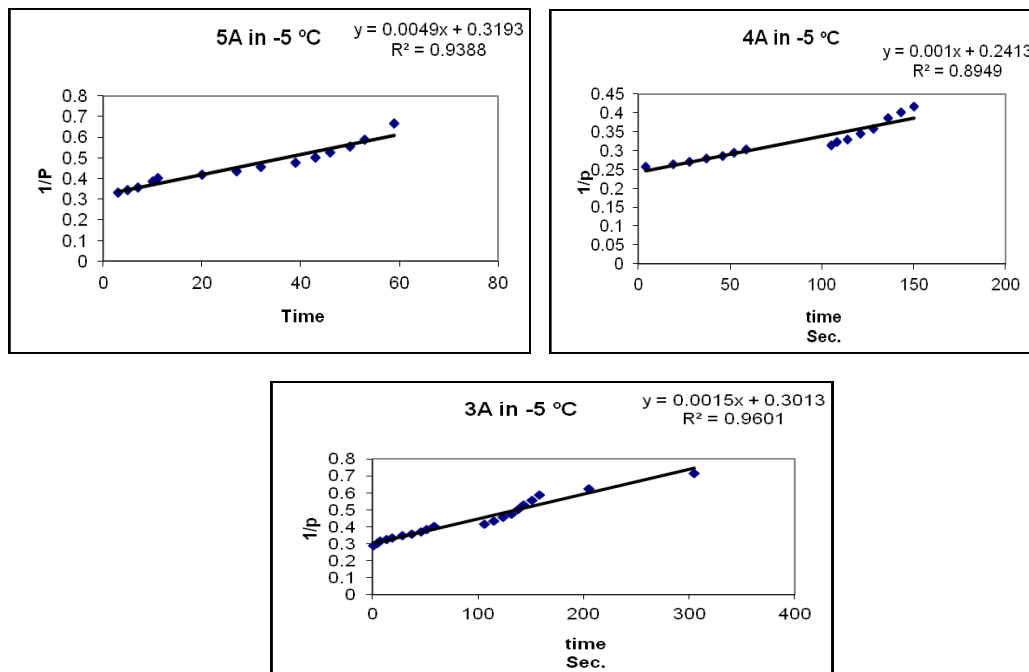 5A in -5 ºC
y = 0.0049x + 0.3193
R² = 0.9388
0.8
0.7
0.6
0.5
0.4
0.3
0.2
0.1
0
1/P
0 20 40 60 80
Time
4A in -5 ºC
y = 0.001x + 0.2413
R² = 0.8949
0.45
0.4
0.35
0.3
0.25
0.2
0.15
0.1
0.05
0
1/p
0 50 100 150 200
time
Sec.
3A in -5 ºC
y = 0.0015x + 0.3013
R² = 0.9601
0.8
0.7
0.6
0.5
0.4
0.3
0.2
0.1
0
1/p
0 100 200 300 400
time
Sec.